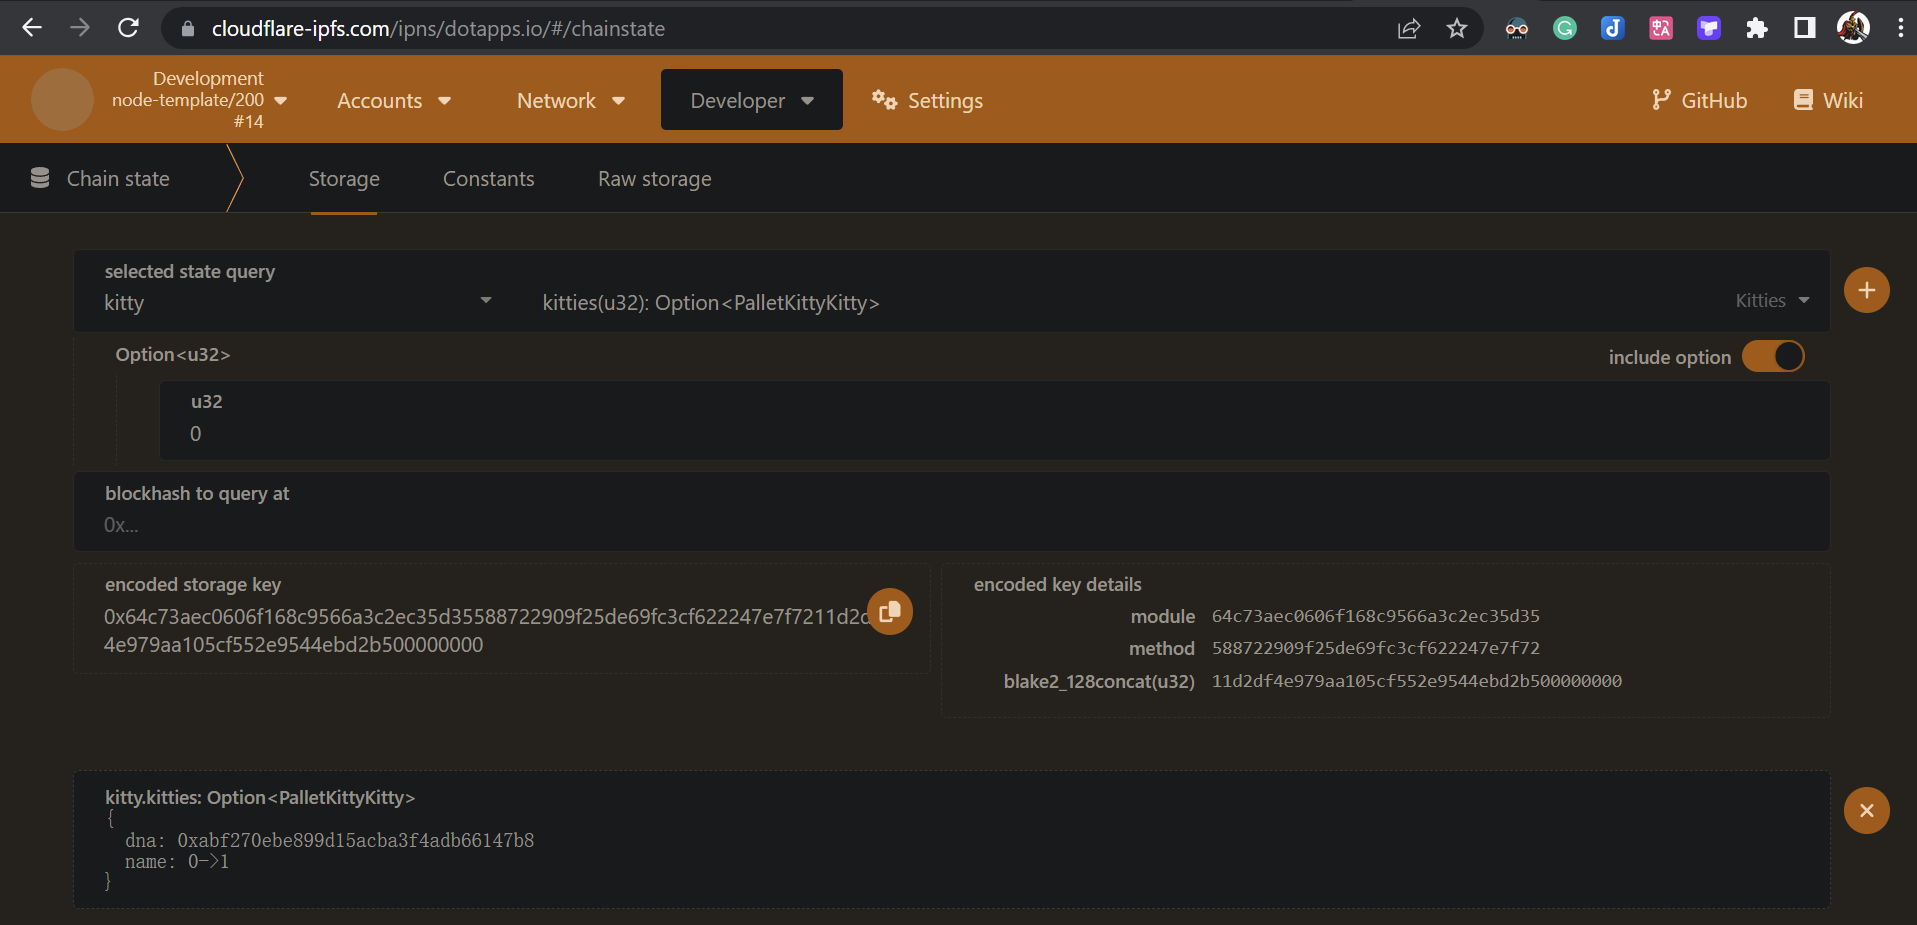 cloudflare-ipfs.com/ipns/dotapps.io/#/chainstate
Development
node-template/200
#14
Accounts
Network
Developer
Settings
GitHub
Wiki
Chain state
Storage
Constants
Raw storage
selected state query
kitty
kitties(u32): Option<PalletKittyKitty>
Kitties
Option<u32>
include option
u32
0
blockhash to query at
0x...
encoded storage key
0x64c73aec0606f168c9566a3c2ec35d35588722909f25de69fc3cf622247e7f7211d2d
4e979aa105cf552e9544ebd2b500000000
encoded key details
module 64c73aec0606f168c9566a3c2ec35d35
method 588722909f25de69fc3cf622247e7f72
blake2_128concat(u32) 11d2df4e979aa105cf552e9544ebd2b500000000
kitty.kitties: Option<PalletKittyKitty>
{
dna: 0xabf270ebe899d15acba3f4adb66147b8
name: 0->1
}